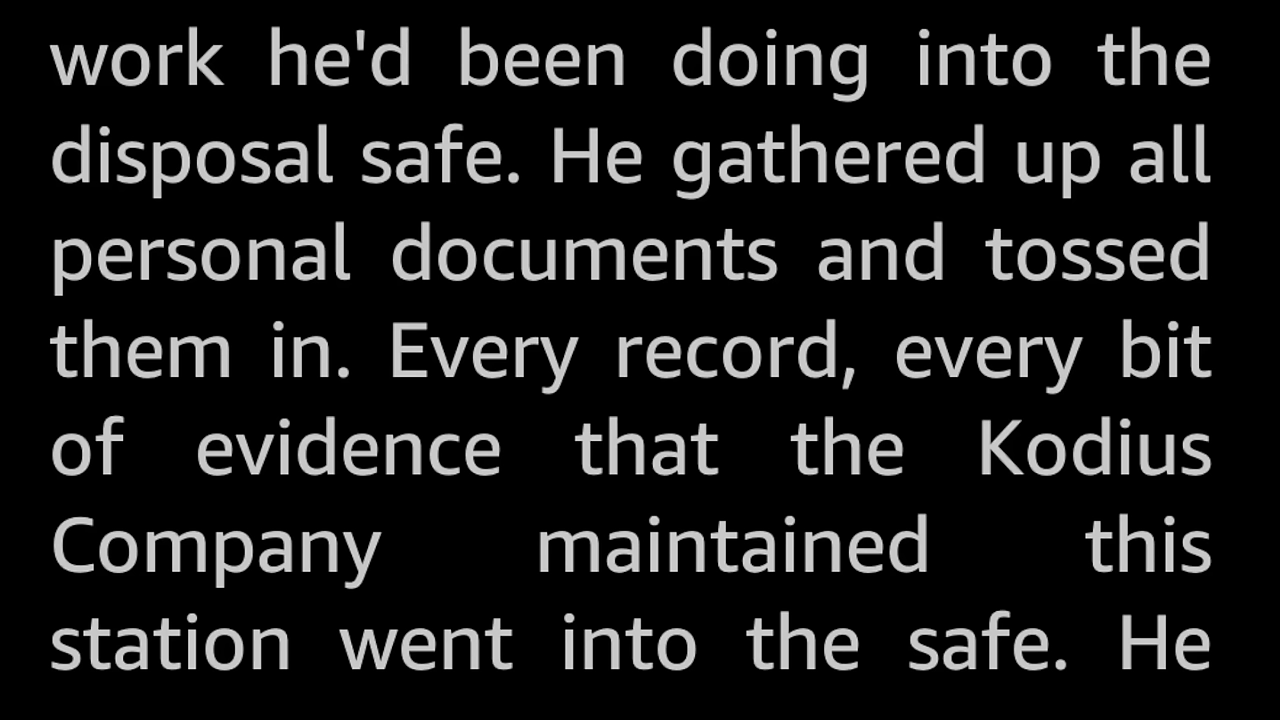 work he'd been doing into the
disposal safe. He gathered up all
personal documents and tossed
them in. Every record, every bit
of evidence that the Kodius
Company maintained this
station went into the safe. He